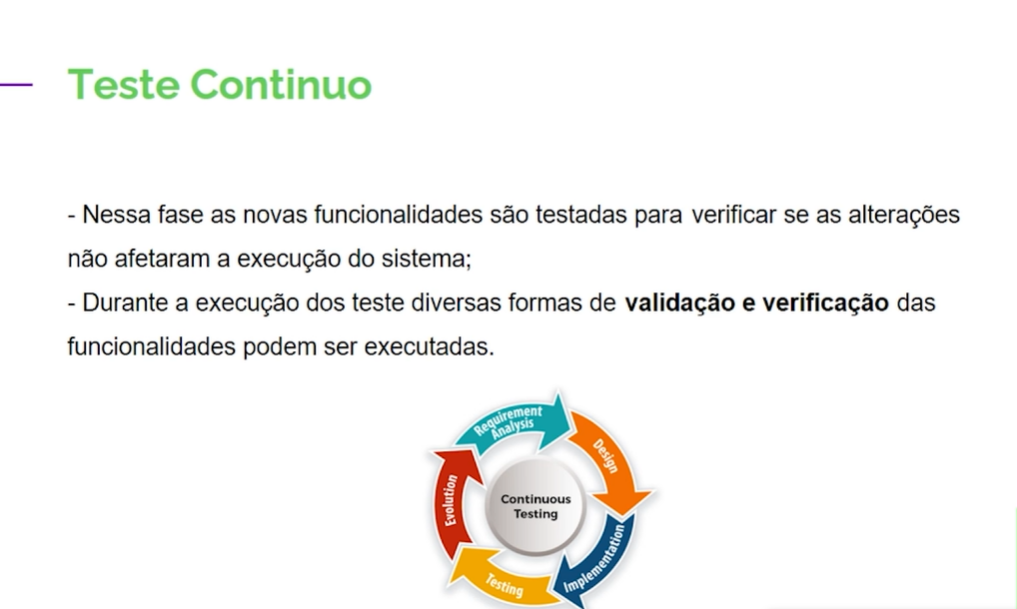 Teste Continuo
- Nessa fase as novas funcionalidades são testadas para verificar se as alterações
não afetaram a execução do sistema;
- Durante a execução dos teste diversas formas de validação e verificação das
funcionalidades podem ser executadas.
Requirement
Analysis
Design
Implementation
Testing
Evolution
Continuous
Testing